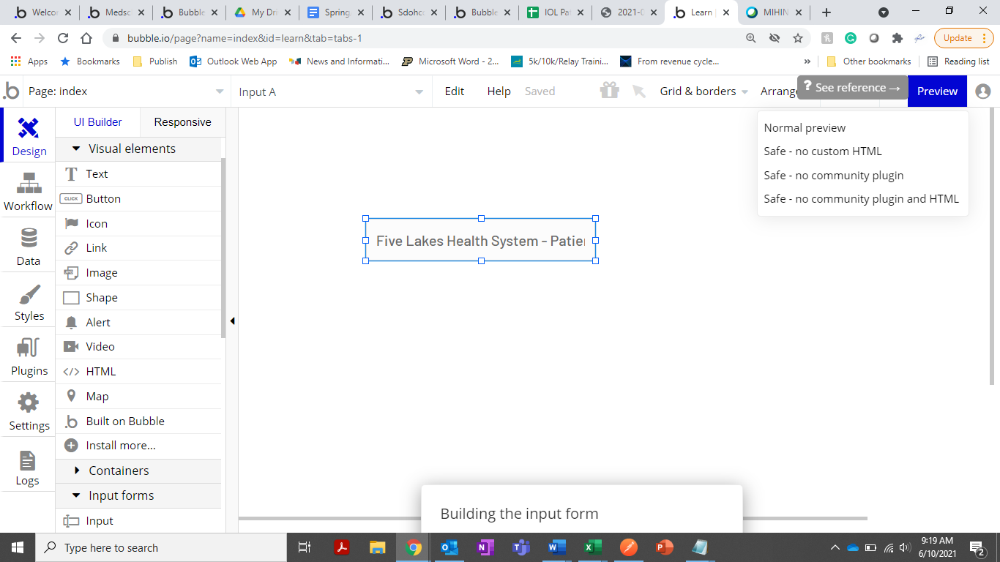 Welcor
Medsc
Bubble
My Dri
Spring
Sdohc
Bubble
IOL Pat
2021-0
Learn
MIHIN
bubble.io/page?name=index&id=learn&tab=tabs-1
Update
Apps
Bookmarks
Publish
Outlook Web App
News and Informati...
Microsoft Word - 2...
5k/10k/Relay Traini...
From revenue cycle...
»
Other bookmarks
Reading list
.b
Page: index
Input A
Edit
Help
Saved
Grid & borders
Arrange
? See reference →
Preview
Normal preview
Safe - no custom HTML
Safe - no community plugin
Safe - no community plugin and HTML
Design
Workflow
Data
Styles
Plugins
Settings
Logs
UI Builder
Responsive
Visual elements
Text
CLICK Button
Icon
Link
Image
Shape
Alert
Video
</> HTML
Map
Built on Bubble
Install more...
Containers
Input forms
Input
Five Lakes Health System - Patie
Building the input form
Type here to search
9:19 AM
6/10/2021
2